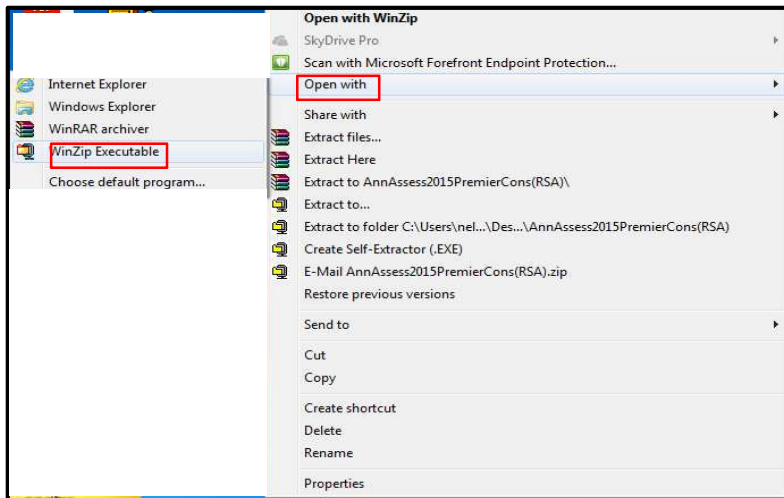 Open with WinZip
SkyDrive Pro
Scan with Microsoft Forefront Endpoint Protection...
Open with
Share with
Extract files...
Extract Here
Extract to AnnAssess2015PremierCons(RSA)\
Extract to...
Extract to folder C:\Users\nel...\Des...\AnnAssess2015PremierCons(RSA)
Create Self-Extractor (.EXE)
E-Mail AnnAssess2015PremierCons(RSA).zip
Restore previous versions
Send to
Cut
Copy
Create shortcut
Delete
Rename
Properties
Internet Explorer
Windows Explorer
WinRAR archiver
WinZip Executable
Choose default program...